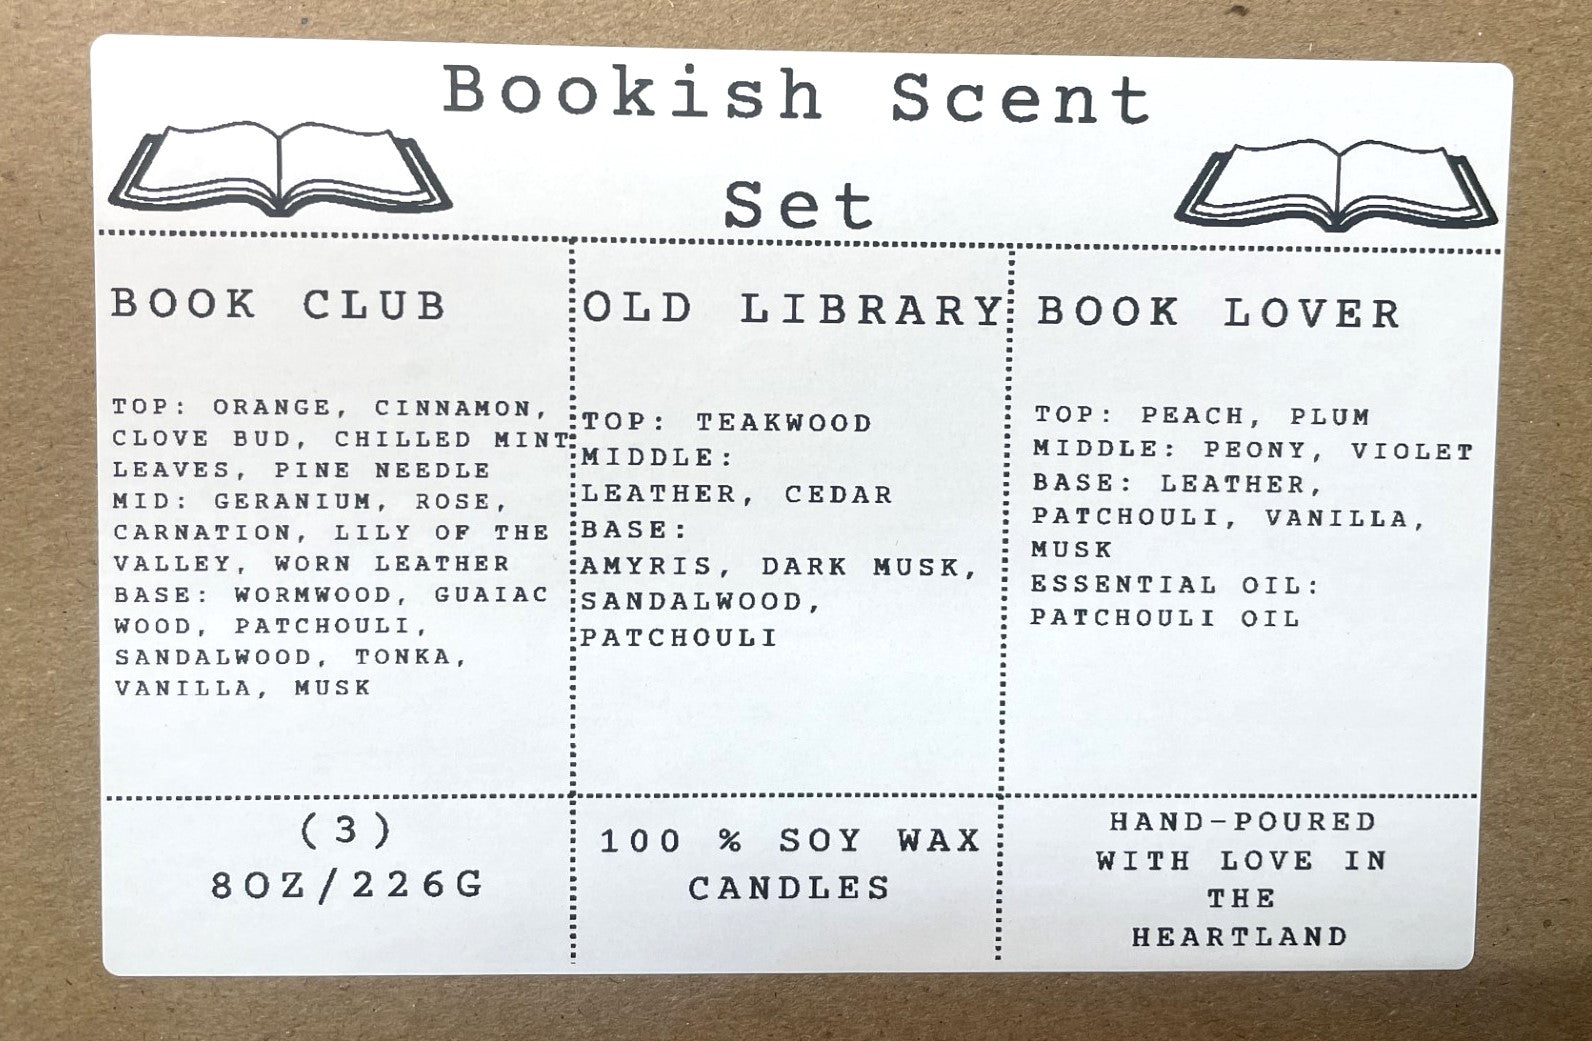 Bookish Scent
Set
BOOK CLUB
TOP: ORANGE, CINNAMON,
CLOVE BUD, CHILLED MINT
LEAVES, PINE NEEDLE
MID: GERANIUM, ROSE,
CARNATION, LILY OF THE
VALLEY, WORN LEATHER
BASE: WORMWOOD, GUAIAC
WOOD, PATCHOULI,
SANDALWOOD, TONKA,
VANILLA, MUSK
OLD LIBRARY
TOP: TEAKWOOD
MIDDLE:
LEATHER, CEDAR
BASE:
AMYRIS, DARK MUSK,
SANDALWOOD,
PATCHOULI
BOOK LOVER
TOP: PEACH, PLUM
MIDDLE: PEONY, VIOLET
BASE: LEATHER,
PATCHOULI, VANILLA,
MUSK
ESSENTIAL OIL:
PATCHOULI OIL
(3)
8OZ/226G
100 % SOY WAX
CANDLES
HAND-POURED
WITH LOVE IN
THE
HEARTLAND